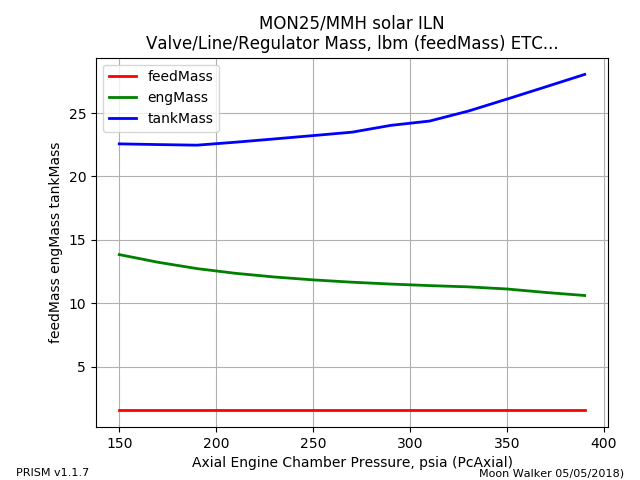 MON25/MMH solar ILN
Valve/Line/Regulator Mass, lbm (feedMass) ETC...
feedMass
engMass
tankMass
feedMass engMass tankMass
25
20
15
10
5
150 200 250 300 350 400
Axial Engine Chamber Pressure, psia (PcAxial)
PRISM v1.1.7
Moon Walker 05/05/2018)